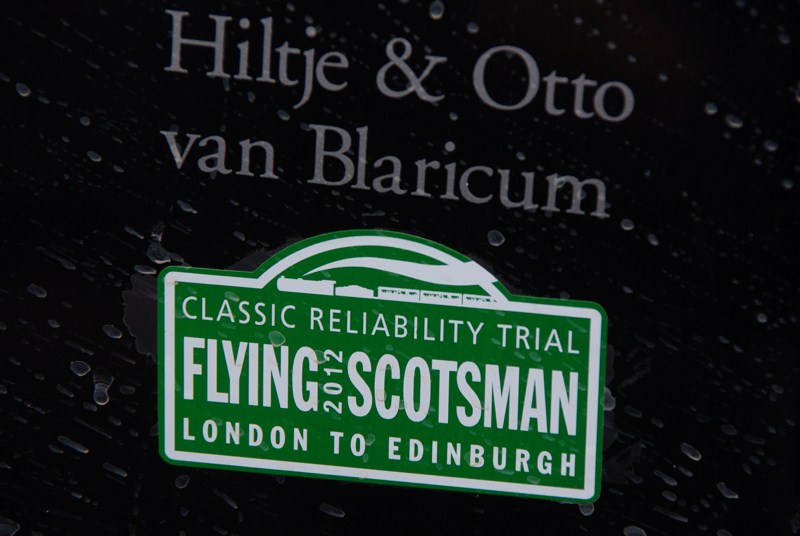 Hiltje & Otto
van Blaricum
CLASSIC RELIABILITY TRIAL
FLYING 2012 SCOTSMAN
LONDON TO EDINBURGH